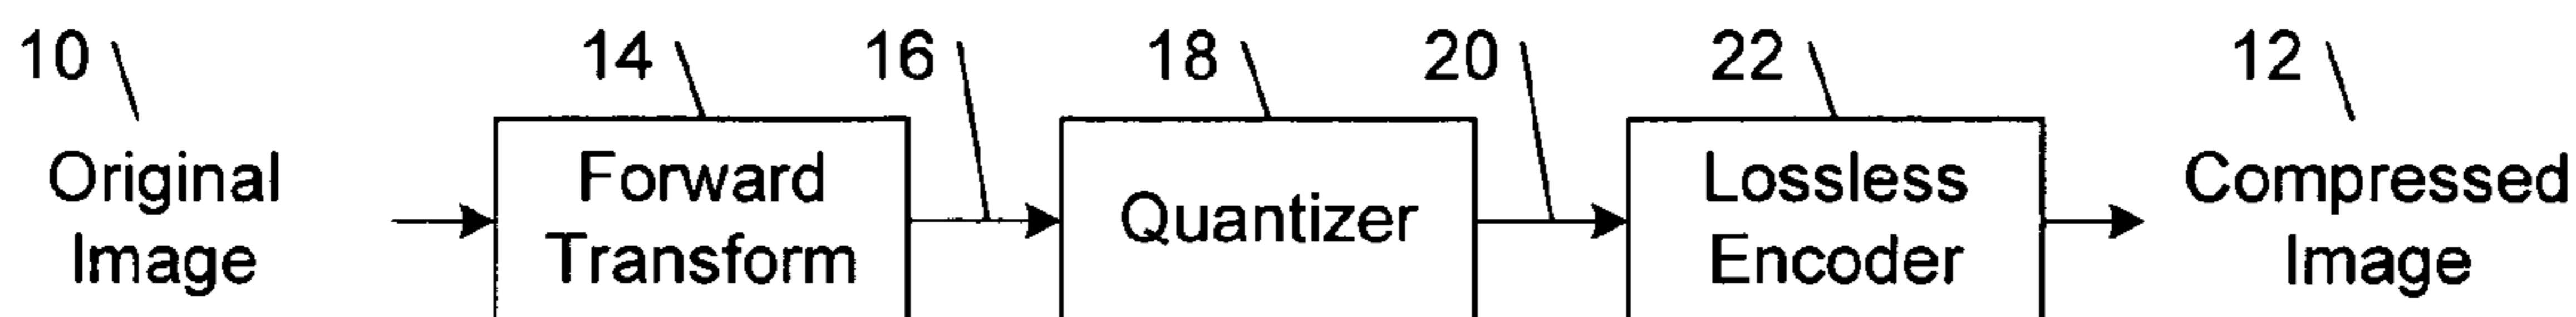 10
14
16
18
20
22
12
Original
Image
Forward
Transform
Quantizer
Lossless
Encoder
Compressed
Image